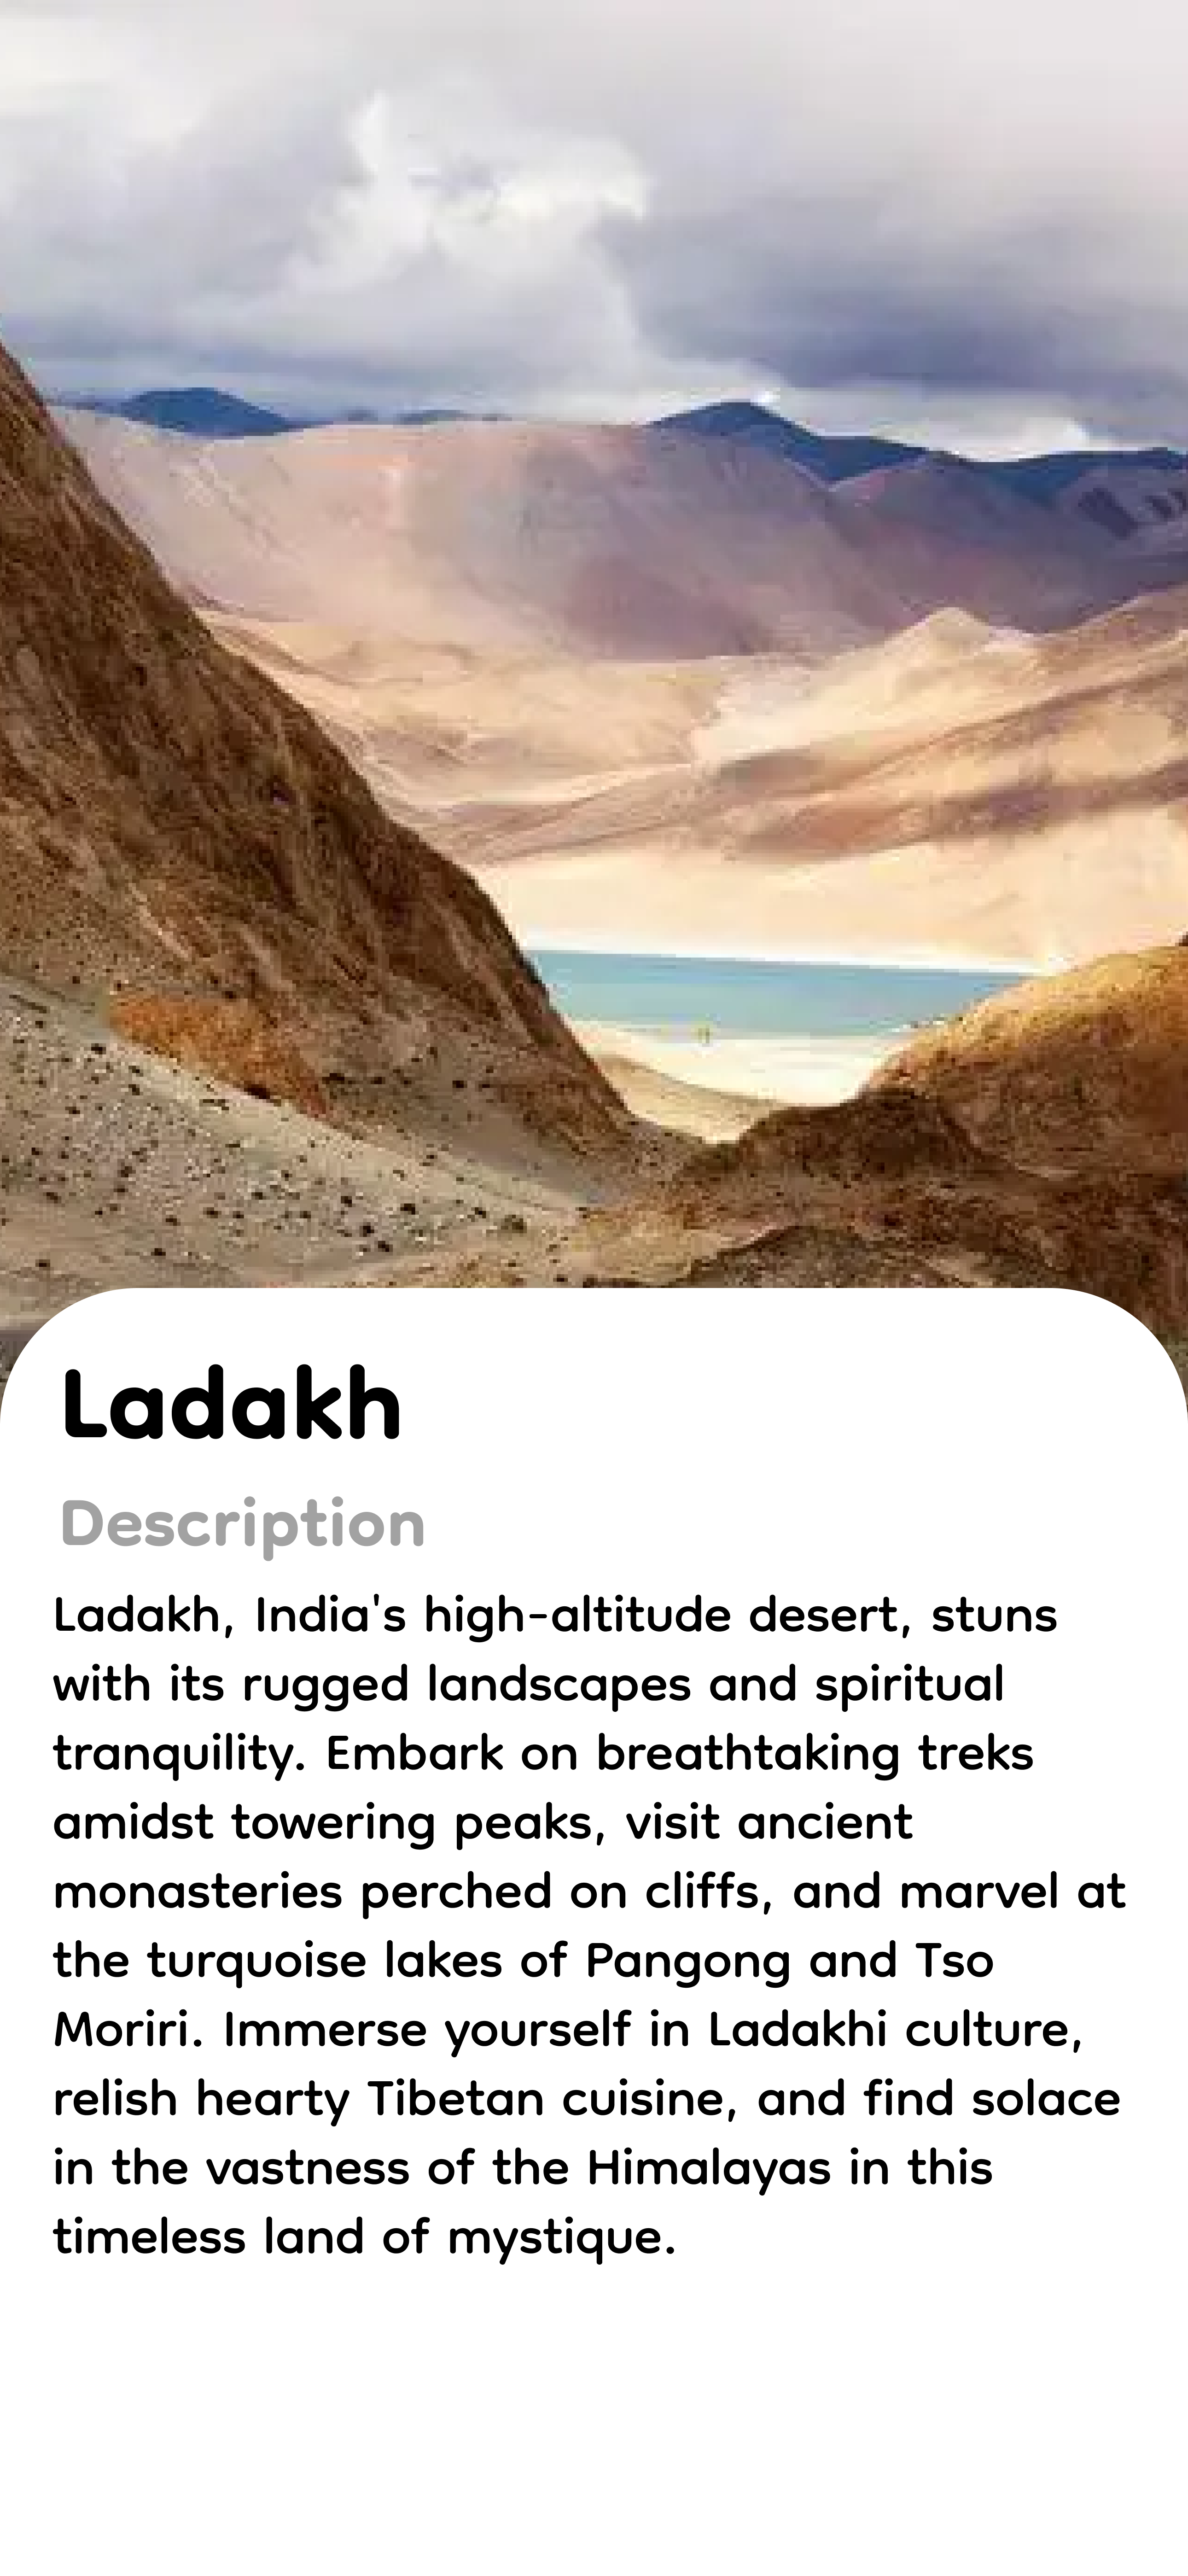 Ladakh
Description
Ladakh, India's high-altitude desert, stuns
with its rugged landscapes and spiritual
tranquility. Embark on breathtaking treks
amidst towering peaks, visit ancient
monasteries perched on cliffs, and marvel at
the turquoise lakes of Pangong and Tso
Moriri. Immerse yourself in Ladakhi culture,
relish hearty Tibetan cuisine, and find solace
in the vastness of the Himalayas in this
timeless land of mystique.